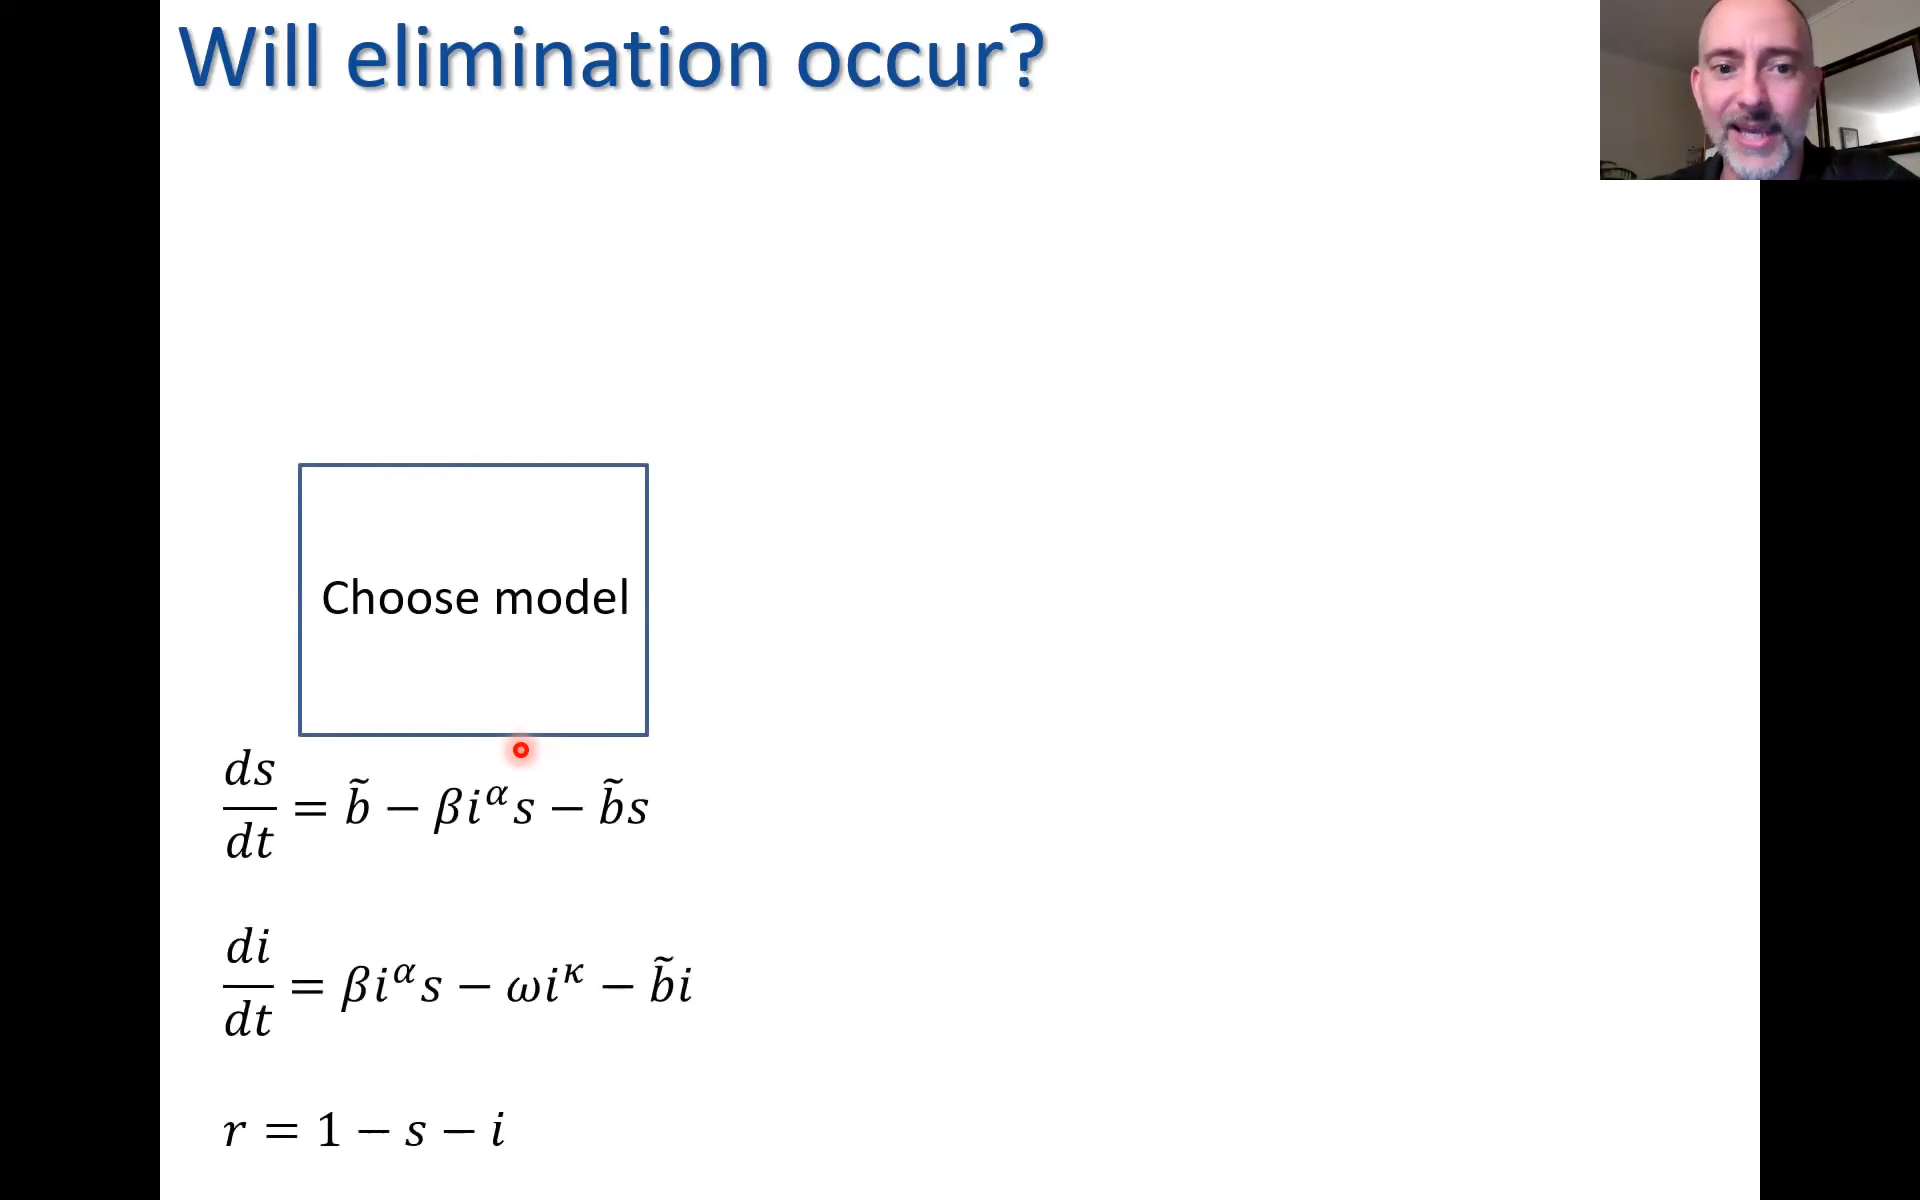 Will elimination occur?
Choose model
ds/dt = b̃ − βi^α s − b̃s
di/dt = βi^α s − ωi^κ − b̃i
r = 1 − s − i